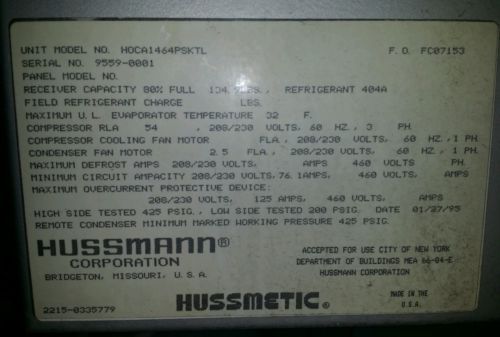 UNIT MODEL NO. HOCA1464PSKTL F. O. FC07153
SERIAL NO. 9559-0001
PANEL MODEL NO.
RECEIVER CAPACITY 80% FULL LBS., REFRIGERANT 404A
FIELD REFRIGERANT CHARGE LBS.
MAXIMUM U.L. EVAPORATOR TEMPERATURE 32 F.
COMPRESSOR RLA 54 , 208/230 VOLTS, 60 HZ., 3 PH
COMPRESSOR COOLING FAN MOTOR FLA., 208/230 VOLTS, 60 HZ.,1 PH.
CONDENSER FAN MOTOR 2.5 FLA., 208/230 VOLTS, 60 HZ., 1 PH.
MAXIMUM DEFROST AMPS 208/230 VOLTS, AMPS 460 VOLTS PH.
MINIMUM CIRCUIT AMPACITY 208/230 VOLTS,76.1AMPS, 460 VOLTS, AMPS
MAXIMUM OVERCURRENT PROTECTIVE DEVICE:
208/230 VOLTS, 125 AMPS, 460 VOLTS, AMPS
HIGH SIDE TESTED 425 PSIG., LOW SIDE TESTED 200 PSIG. DATE 01/27/95
REMOTE CONDENSER MINIMUM MARKED WORKING PRESSURE 425 PSIG.
HUSSMANN®
CORPORATION
BRIDGETON, MISSOURI, U.S.A.
ACCEPTED FOR USE CITY OF NEW YORK
DEPARTMENT OF BUILDINGS MEA 66-84-E
HUSSMANN CORPORATION
2215-0335779
HUSSMETIC®
MADE IN THE
U.S.A.